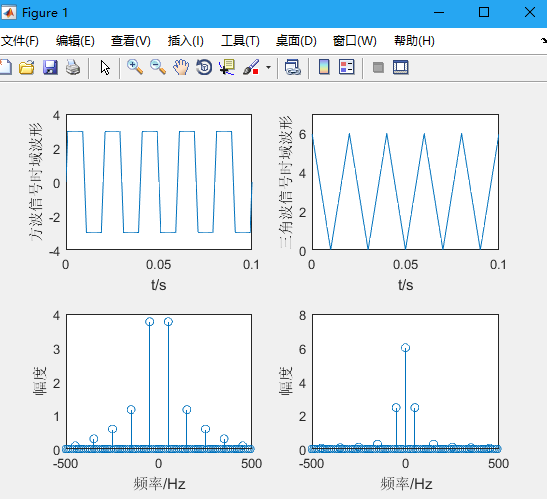 Figure 1
文件(F) 编辑(E) 查看(V) 插入(I) 工具(T) 桌面(D) 窗口(W) 帮助(H)
方波信号时域波形
4
2
0
-2
-4
0 0.05 0.1
t/s
三角波信号时域波形
6
4
2
0
0 0.05 0.1
t/s
幅度
4
3
2
1
0
-500 0 500
频率/Hz
幅度
8
6
4
2
0
-500 0 500
频率/Hz